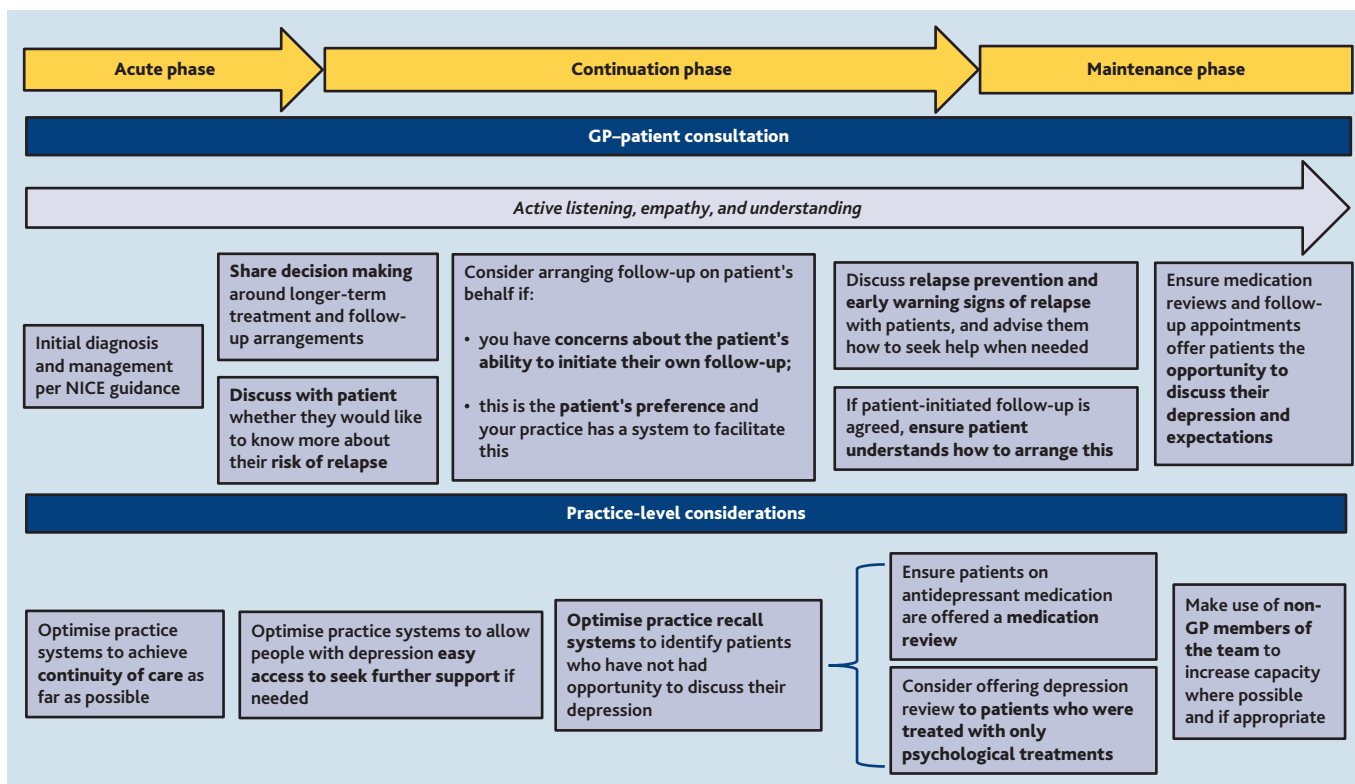 Acute phase
Continuation phase
Maintenance phase
GP–patient consultation
Active listening, empathy, and understanding
Initial diagnosis
and management
per NICE guidance
Share decision making
around longer-term
treatment and follow-
up arrangements
Discuss with patient
whether they would like
to know more about
their risk of relapse
Consider arranging follow-up on patient's
behalf if:
• you have concerns about the patient's
ability to initiate their own follow-up;
• this is the patient's preference and
your practice has a system to facilitate
this
Discuss relapse prevention and
early warning signs of relapse
with patients, and advise them
how to seek help when needed
If patient-initiated follow-up is
agreed, ensure patient
understands how to arrange this
Ensure medication
reviews and follow-
up appointments
offer patients the
opportunity to
discuss their
depression and
expectations
Practice-level considerations
Optimise practice
systems to achieve
continuity of care as
far as possible
Optimise practice systems to allow
people with depression easy
access to seek further support if
needed
Optimise practice recall
systems to identify patients
who have not had
opportunity to discuss their
depression
Ensure patients on
antidepressant medication
are offered a medication
review
Consider offering depression
review to patients who were
treated with only
psychological treatments
Make use of non-
GP members of
the team to
increase capacity
where possible
and if appropriate